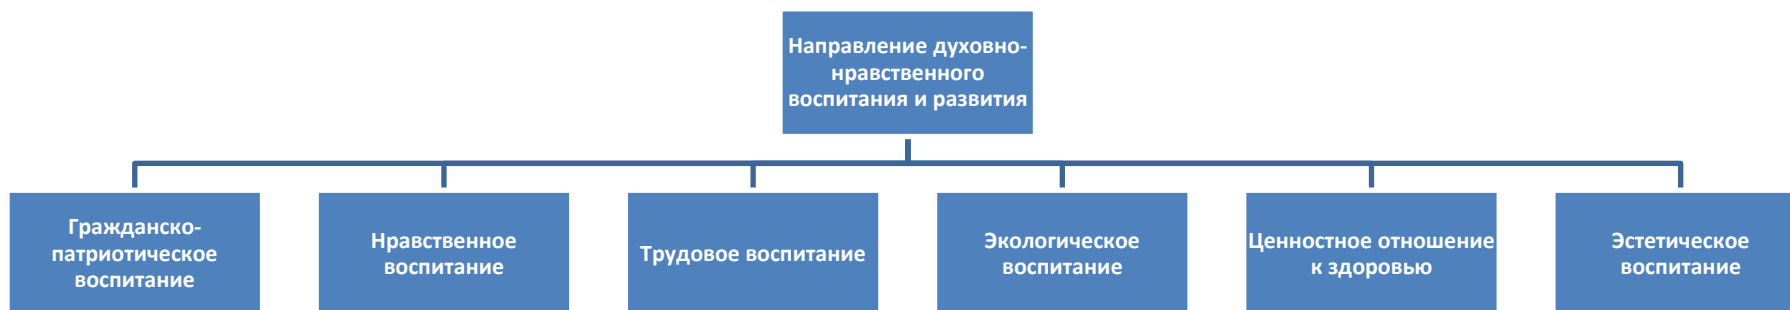 Направление духовно-
нравственного
воспитания и развития
Гражданско-
патриотическое
воспитание
Нравственное
воспитание
Трудовое воспитание
Экологическое
воспитание
Ценностное отношение
к здоровью
Эстетическое
воспитание